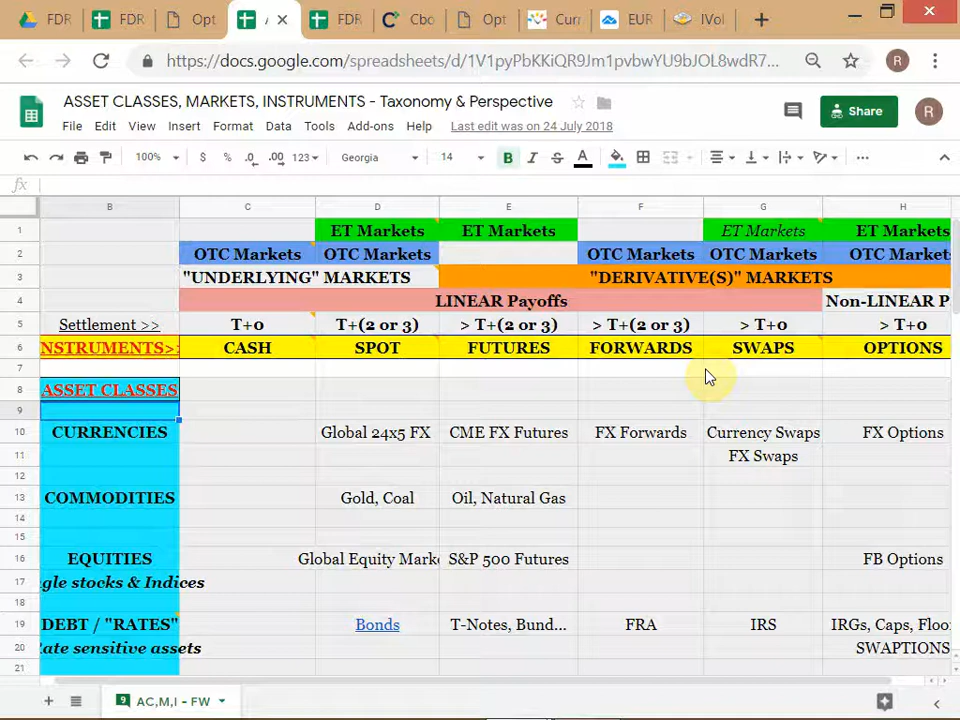 FDR FDR Opt A FDR Cbo Opt Curr EUR IVol
https://docs.google.com/spreadsheets/d/1V1pyPbKKiQR9Jm1pvbwYU9bJOL8wdR7... R
ASSET CLASSES, MARKETS, INSTRUMENTS - Taxonomy & Perspective
Share R
File Edit View Insert Format Data Tools Add-ons Help Last edit was on 24 July 2018
100% $ % .0 .00 123 Georgia 14 B I S A
fx
B C D E F G H
1 ET Markets ET Markets ET Markets ET Markets
2 OTC Markets OTC Markets OTC Markets OTC Markets OTC Market
3 "UNDERLYING" MARKETS "DERIVATIVE(S)" MARKETS
4 LINEAR Payoffs Non-LINEAR P
5 Settlement >> T+0 T+(2 or 3) > T+(2 or 3) > T+(2 or 3) > T+0 > T+0
6 NSTRUMENTS>> CASH SPOT FUTURES FORWARDS SWAPS OPTIONS
7
8 ASSET CLASSES
9
10 CURRENCIES Global 24x5 FX CME FX Futures FX Forwards Currency Swaps FX Options
11 FX Swaps
12
13 COMMODITIES Gold, Coal Oil, Natural Gas
14
15
16 EQUITIES Global Equity Marke S&P 500 Futures FB Options
17 gle stocks & Indices
18
19 DEBT / "RATES" Bonds T-Notes, Bund... FRA IRS IRGs, Caps, Floo
20 Rate sensitive assets SWAPTIONS
21
9 AC,M,I - FW